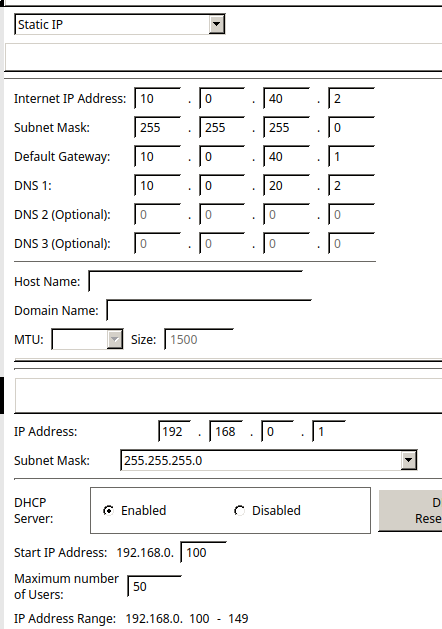 Static IP
Internet IP Address: 10 . 0 . 40 . 2
Subnet Mask: 255 . 255 . 255 . 0
Default Gateway: 10 . 0 . 40 . 1
DNS 1: 10 . 0 . 20 . 2
DNS 2 (Optional): 0 . 0 . 0 . 0
DNS 3 (Optional): 0 . 0 . 0 . 0
Host Name:
Domain Name:
MTU: Size: 1500
IP Address: 192 . 168 . 0 . 1
Subnet Mask: 255.255.255.0
DHCP
Server: Enabled Disabled
Start IP Address: 192.168.0. 100
Maximum number
of Users: 50
IP Address Range: 192.168.0. 100 - 149